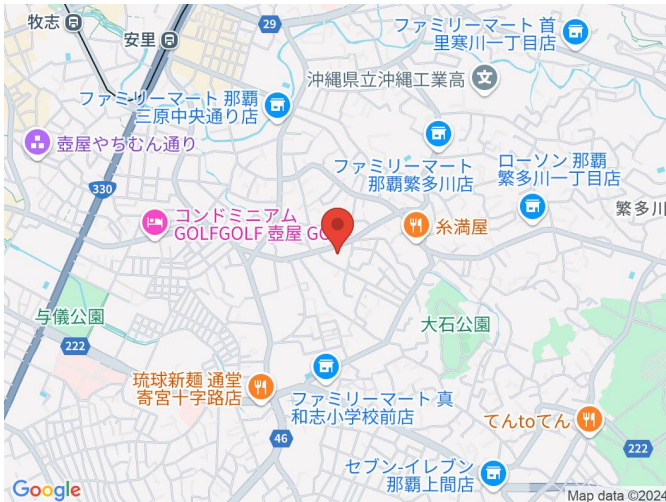 牧志
安里
29
ファミリーマート 首
里寒川一丁目店
沖縄県立沖縄工業高
ファミリーマート 那覇
三原中央通り店
壺屋やちむん通り
ファミリーマート
那覇繁多川店
ローソン 那覇
繁多川一丁目店
330
コンドミニアム
GOLFGOLF 壺屋 GO
糸満屋
繁多川
与儀公園
大石公園
222
琉球新麺 通堂
寄宮十字路店
ファミリーマート 真
和志小学校前店
てんtoてん
46
222
セブン-イレブン
那覇上間店
Google
Map data ©2024